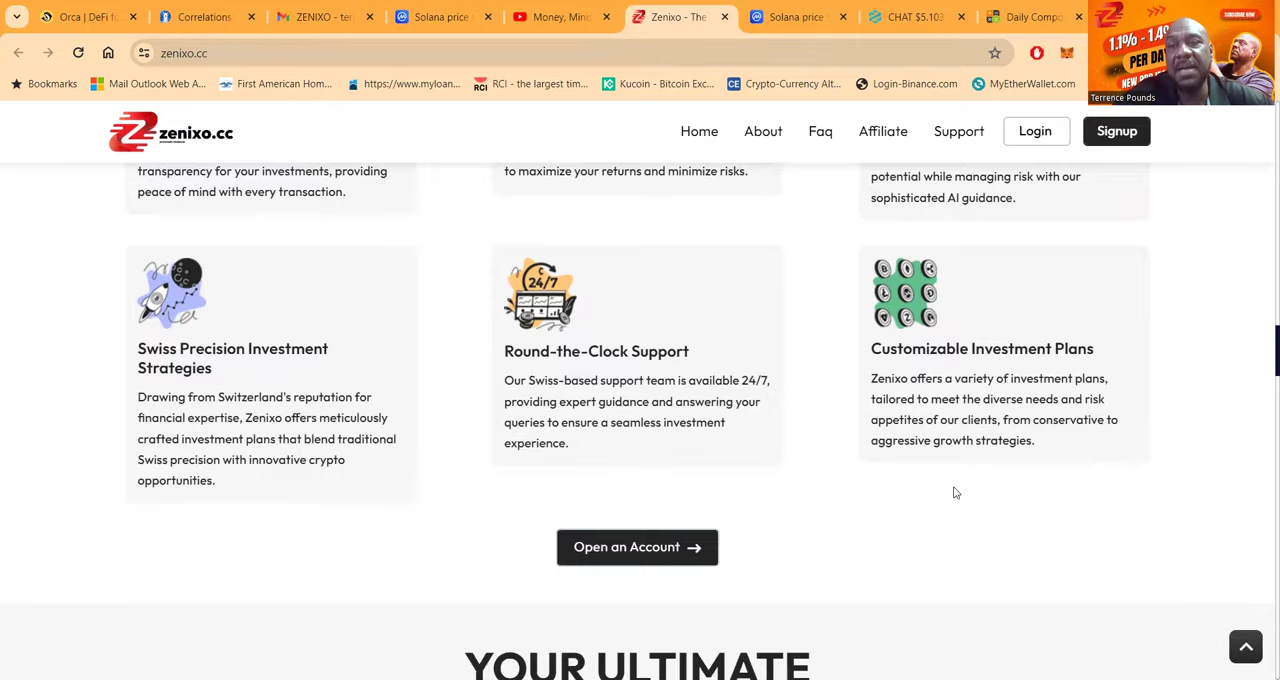 Orca | DeFi fo
Correlations
ZENIXO - ter
Solana price
Money, Mini
Zenixo - The
Solana price
CHAT $5.103
Daily Compo
zenixo.cc
Bookmarks
Mail Outlook Web A...
First American Hom...
https://www.myloan...
RCI - the largest tim...
Kucoin - Bitcoin Exc...
Crypto-Currency Alt...
Login-Binance.com
MyEtherWallet.com
SUBSCRIBE NOW
1.1% - 1.4%
PER DAY
Terrence Pounds
zenixo.cc
Home
About
Faq
Affiliate
Support
Login
Signup
transparency for your investments, providing
peace of mind with every transaction.
to maximize your returns and minimize risks.
potential while managing risk with our
sophisticated AI guidance.
Swiss Precision Investment
Strategies
Drawing from Switzerland's reputation for
financial expertise, Zenixo offers meticulously
crafted investment plans that blend traditional
Swiss precision with innovative crypto
opportunities.
24/7
Round-the-Clock Support
Our Swiss-based support team is available 24/7,
providing expert guidance and answering your
queries to ensure a seamless investment
experience.
Customizable Investment Plans
Zenixo offers a variety of investment plans,
tailored to meet the diverse needs and risk
appetites of our clients, from conservative to
aggressive growth strategies.
Open an Account →
YOUR ULTIMATE